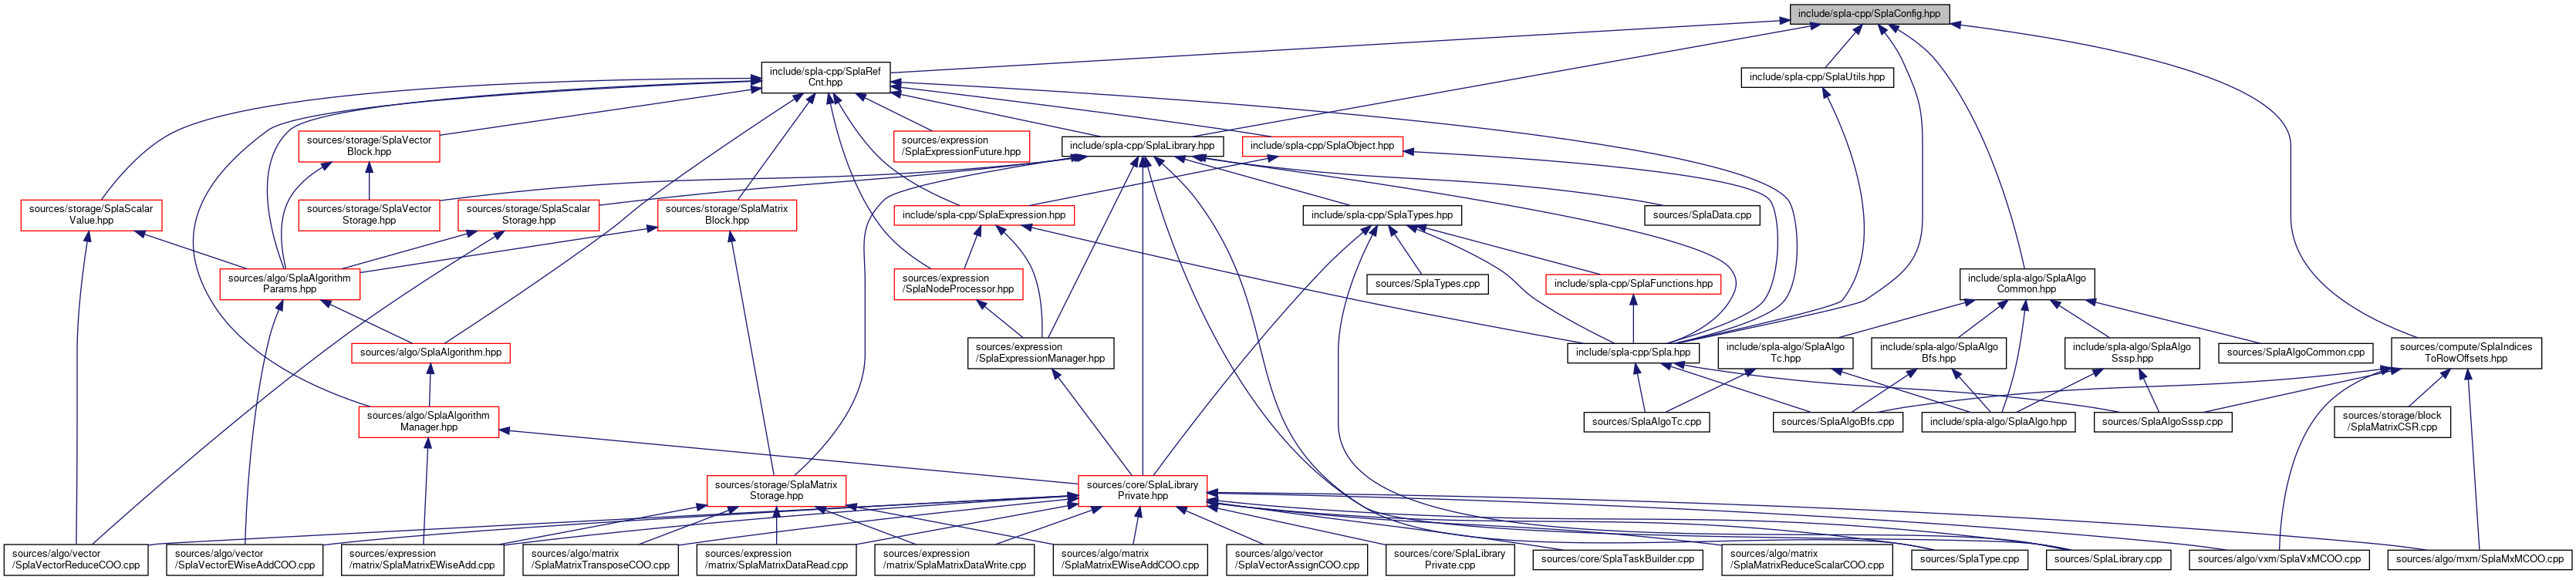 include/spla-cpp/SplaConfig.hpp
include/spla-cpp/SplaRef
Cnt.hpp
include/spla-cpp/SplaUtils.hpp
sources/storage/SplaVector
Block.hpp
sources/expression
/SplaExpressionFuture.hpp
include/spla-cpp/SplaLibrary.hpp
include/spla-cpp/SplaObject.hpp
sources/storage/SplaScalar
Value.hpp
sources/storage/SplaVector
Storage.hpp
sources/storage/SplaScalar
Storage.hpp
sources/storage/SplaMatrix
Block.hpp
include/spla-cpp/SplaExpression.hpp
include/spla-cpp/SplaTypes.hpp
sources/SplaData.cpp
sources/algo/SplaAlgorithm
Params.hpp
sources/expression
/SplaNodeProcessor.hpp
sources/SplaTypes.cpp
include/spla-cpp/SplaFunctions.hpp
include/spla-algo/SplaAlgo
Common.hpp
sources/algo/SplaAlgorithm.hpp
sources/expression
/SplaExpressionManager.hpp
include/spla-cpp/Spla.hpp
include/spla-algo/SplaAlgo
Tc.hpp
include/spla-algo/SplaAlgo
Bfs.hpp
include/spla-algo/SplaAlgo
Sssp.hpp
sources/SplaAlgoCommon.cpp
sources/compute/SplaIndices
ToRowOffsets.hpp
sources/algo/SplaAlgorithm
Manager.hpp
sources/SplaAlgoTc.cpp
sources/SplaAlgoBfs.cpp
include/spla-algo/SplaAlgo.hpp
sources/SplaAlgoSssp.cpp
sources/storage/block
/SplaMatrixCSR.cpp
sources/storage/SplaMatrix
Storage.hpp
sources/core/SplaLibrary
Private.hpp
sources/algo/vector
/SplaVectorReduceCOO.cpp
sources/algo/vector
/SplaVectorEWiseAddCOO.cpp
sources/expression
/matrix/SplaMatrixEWiseAdd.cpp
sources/algo/matrix
/SplaMatrixTransposeCOO.cpp
sources/expression
/matrix/SplaMatrixDataRead.cpp
sources/expression
/matrix/SplaMatrixDataWrite.cpp
sources/algo/matrix
/SplaMatrixEWiseAddCOO.cpp
sources/algo/vector
/SplaVectorAssignCOO.cpp
sources/core/SplaLibrary
Private.cpp
sources/core/SplaTaskBuilder.cpp
sources/algo/matrix
/SplaMatrixReduceScalarCOO.cpp
sources/SplaType.cpp
sources/SplaLibrary.cpp
sources/algo/vxm/SplaVxMCOO.cpp
sources/algo/mxm/SplaMxMCOO.cpp